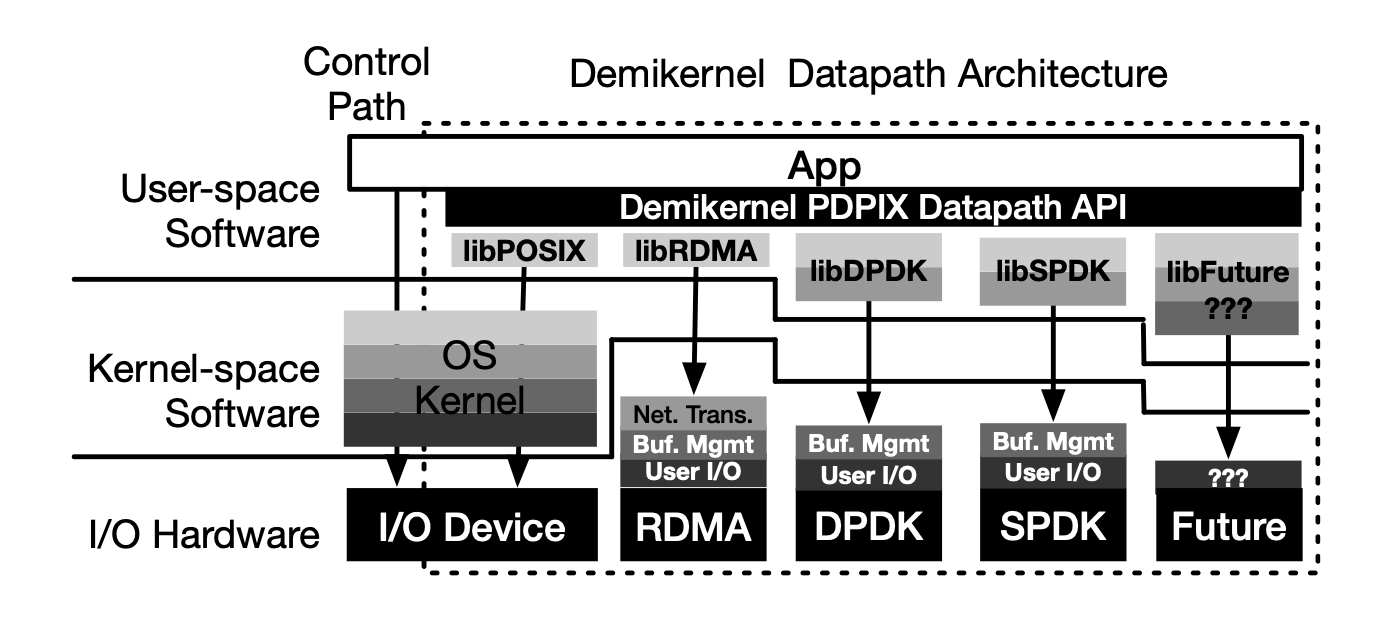 Control
Path
Demikernel Datapath Architecture
User-space
Software
App
Demikernel PDPIX Datapath API
libPOSIX
libRDMA
libDPDK
libSPDK
libFuture
???
Kernel-space
Software
OS
Kernel
Net. Trans.
Buf. Mgmt
User I/O
Buf. Mgmt
User I/O
Buf. Mgmt
User I/O
???
I/O Hardware
I/O Device
RDMA
DPDK
SPDK
Future